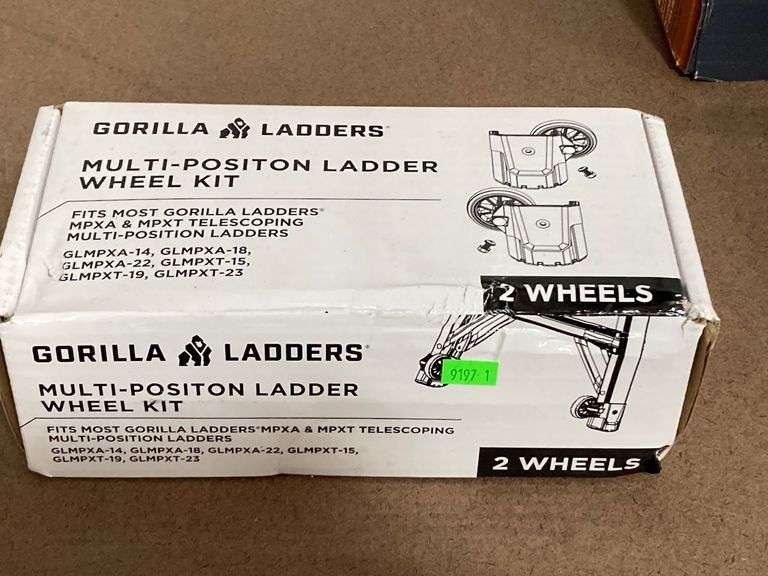 GORILLA LADDERS®
MULTI-POSITON LADDER
WHEEL KIT
FITS MOST GORILLA LADDERS®
MPXA & MPXT TELESCOPING
MULTI-POSITION LADDERS
GLMPXA-14, GLMPXA-18,
GLMPXA-22, GLMPXT-15,
GLMPXT-19, GLMPXT-23
2 WHEELS
GORILLA LADDERS®
MULTI-POSITON LADDER
WHEEL KIT
FITS MOST GORILLA LADDERS® MPXA & MPXT TELESCOPING
MULTI-POSITION LADDERS
GLMPXA-14, GLMPXA-18, GLMPXA-22, GLMPXT-15,
GLMPXT-19, GLMPXT-23
9197 1
2 WHEELS